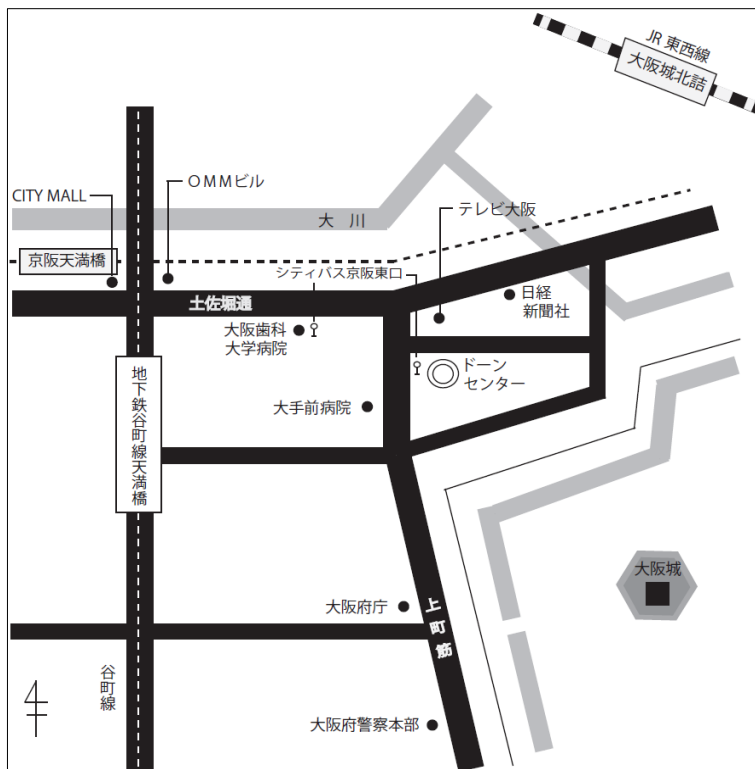 JR 東西線
大阪城北詰
CITY MALL
OMMビル
大 川
テレビ大阪
京阪天満橋
シティバス京阪東口
土佐堀通
日経
新聞社
大阪歯科
大学病院
ドーン
センター
地下鉄谷町線天満橋
大手前病院
大阪城
大阪府庁
上町筋
谷町線
大阪府警察本部